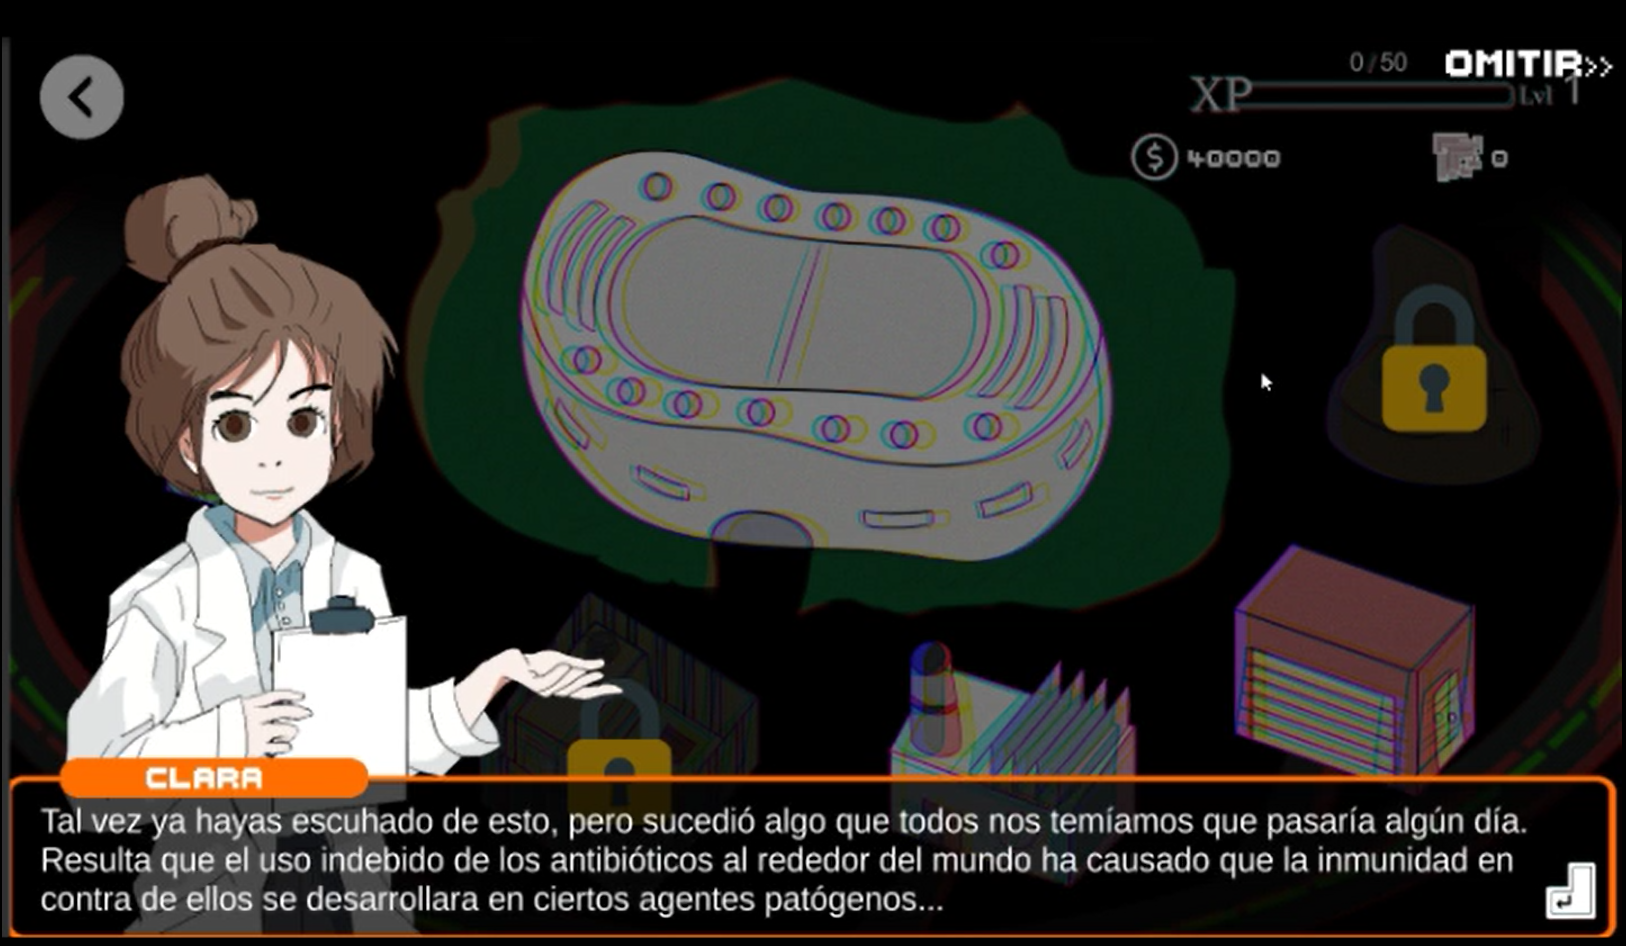 0/50
OMITIR>>
XP
Lvl 1
$ 40000
0
CLARA
Tal vez ya hayas escuhado de esto, pero sucedió algo que todos nos temíamos que pasaría algún día.
Resulta que el uso indebido de los antibióticos al rededor del mundo ha causado que la inmunidad en
contra de ellos se desarrollara en ciertos agentes patógenos...